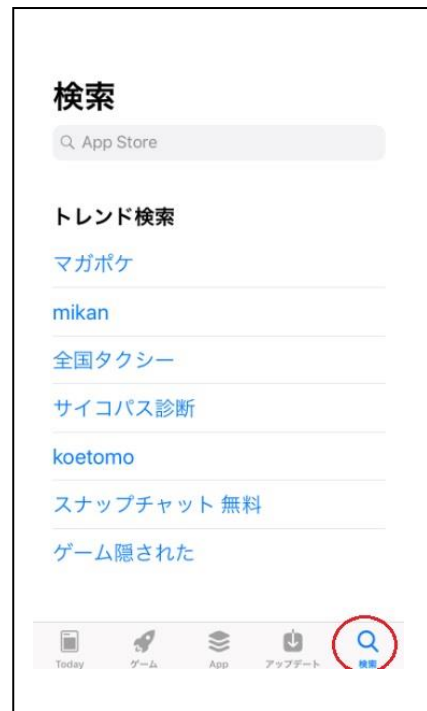 検索
App Store
トレンド検索
マガポケ
mikan
全国タクシー
サイコパス診断
koetomo
スナップチャット 無料
ゲーム隠された
Today
ゲーム
App
アップデート
検索